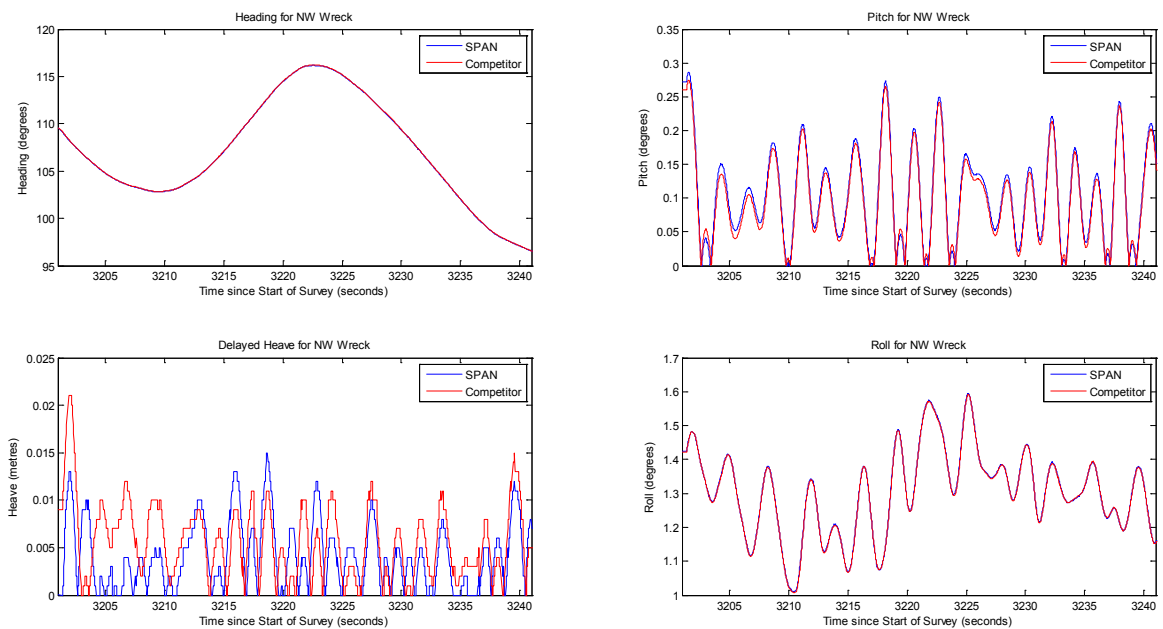 Heading for NW Wreck
120
115
110
105
100
95
Heading (degrees)
SPAN
Competitor
3205 3210 3215 3220 3225 3230 3235 3240
Time since Start of Survey (seconds)
Pitch for NW Wreck
0.35
0.3
0.25
0.2
0.15
0.1
0.05
0
Pitch (degrees)
SPAN
Competitor
3205 3210 3215 3220 3225 3230 3235 3240
Time since Start of Survey (seconds)
Delayed Heave for NW Wreck
0.025
0.02
0.015
0.01
0.005
0
Heave (metres)
SPAN
Competitor
3205 3210 3215 3220 3225 3230 3235 3240
Time since Start of Survey (seconds)
Roll for NW Wreck
1.7
1.6
1.5
1.4
1.3
1.2
1.1
1
Roll (degrees)
SPAN
Competitor
3205 3210 3215 3220 3225 3230 3235 3240
Time since Start of Survey (seconds)